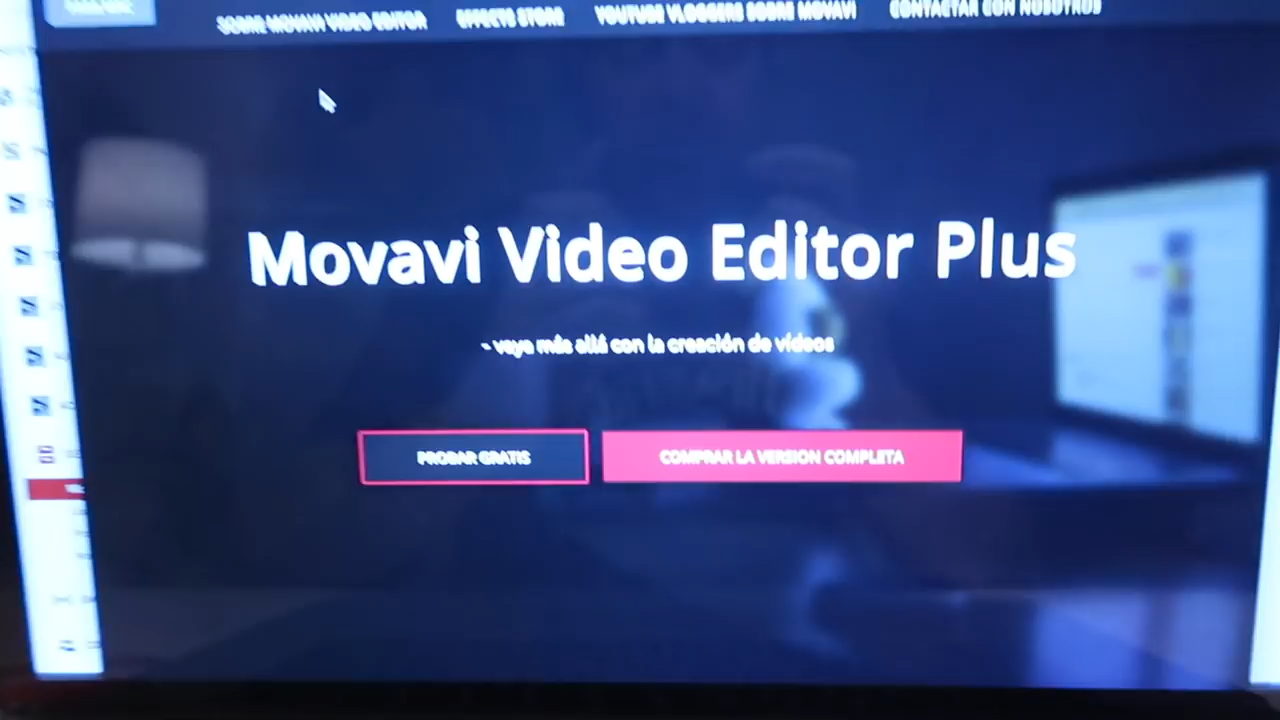 SOBRE MOVAVI VIDEO EDITOR EFFECTS STORE YOUTUBE VLOGGERS SOBRE MOVAVI CONTACTAR CON NOSOTROS
Movavi Video Editor Plus
- vaya más allá con la creación de vídeos
PROBAR GRATIS COMPRAR LA VERSION COMPLETA